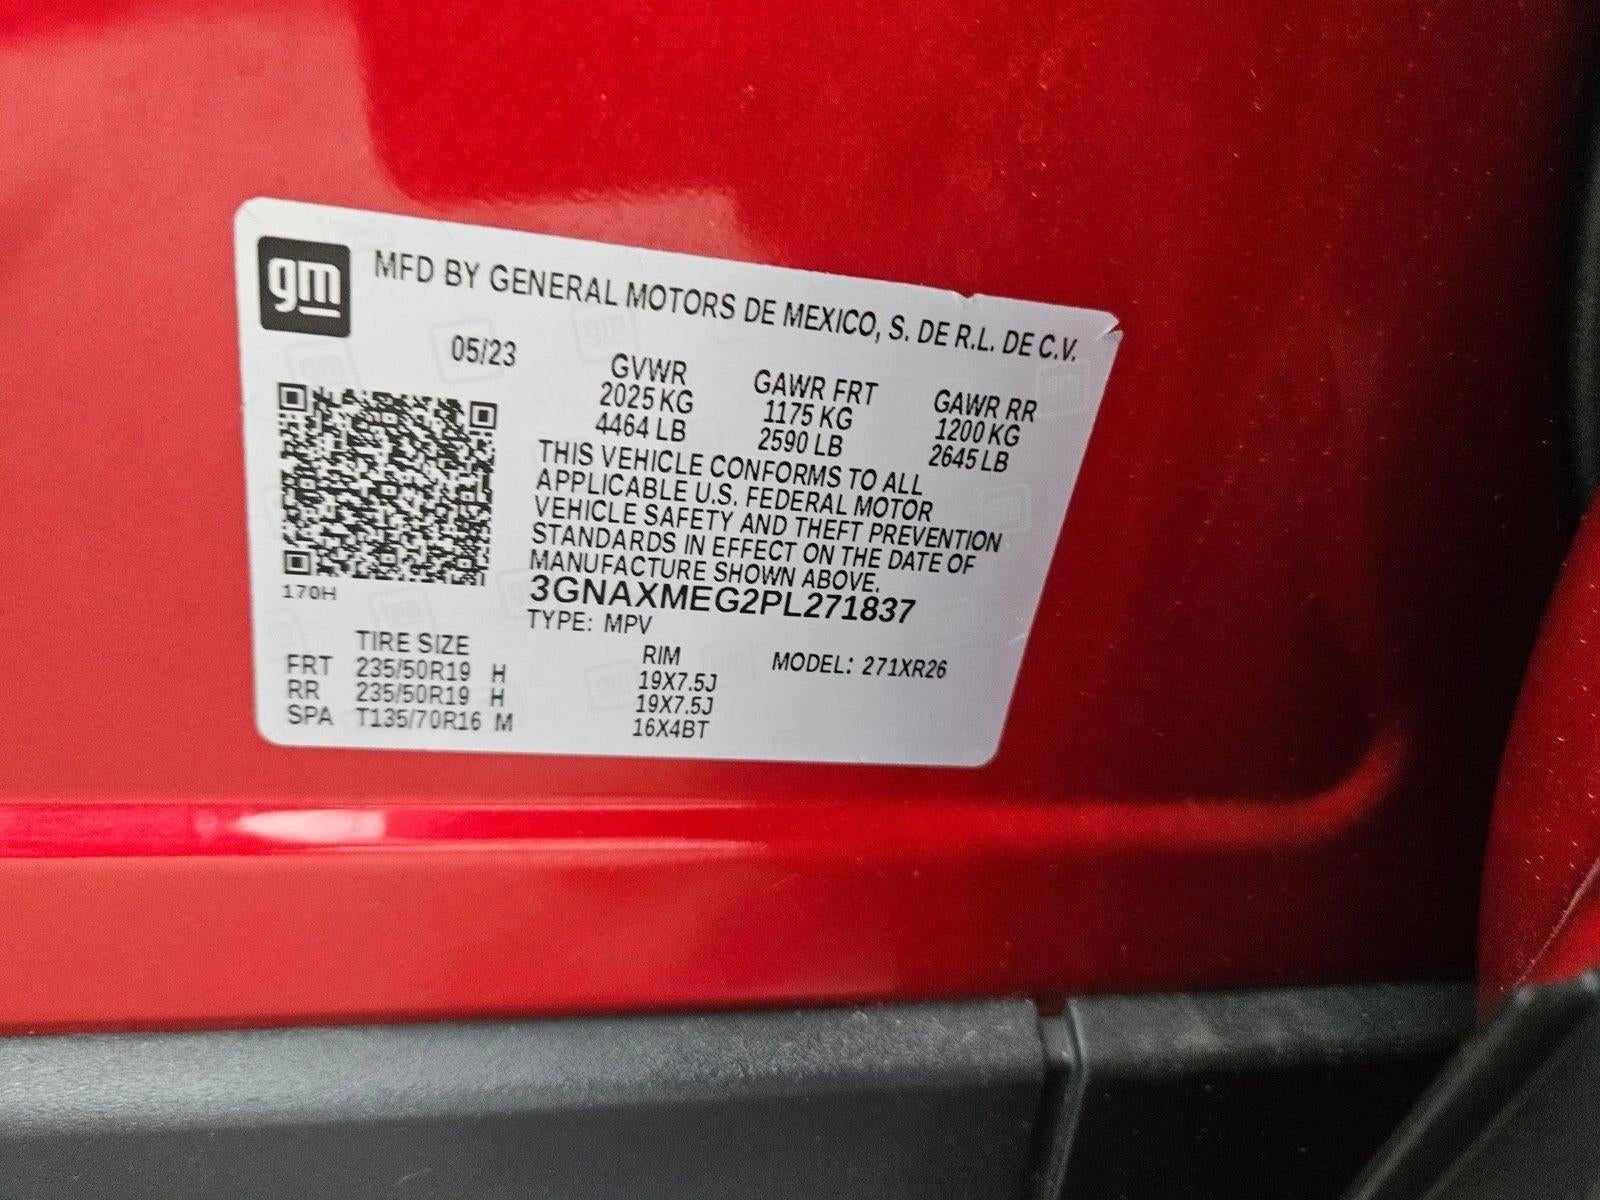 gm
MFD BY GENERAL MOTORS DE MEXICO, S. DE R.L. DE C.V.
05/23 GVWR GAWR FRT GAWR RR
2025 KG 1175 KG 1200 KG
4464 LB 2590 LB 2645 LB
THIS VEHICLE CONFORMS TO ALL
APPLICABLE U.S. FEDERAL MOTOR
VEHICLE SAFETY AND THEFT PREVENTION
STANDARDS IN EFFECT ON THE DATE OF
MANUFACTURE SHOWN ABOVE.
170H
3GNAXMEG2PL271837
TYPE: MPV
TIRE SIZE RIM MODEL: 271XR26
FRT 235/50R19 H 19X7.5J
RR 235/50R19 H 19X7.5J
SPA T135/70R16 M 16X4BT